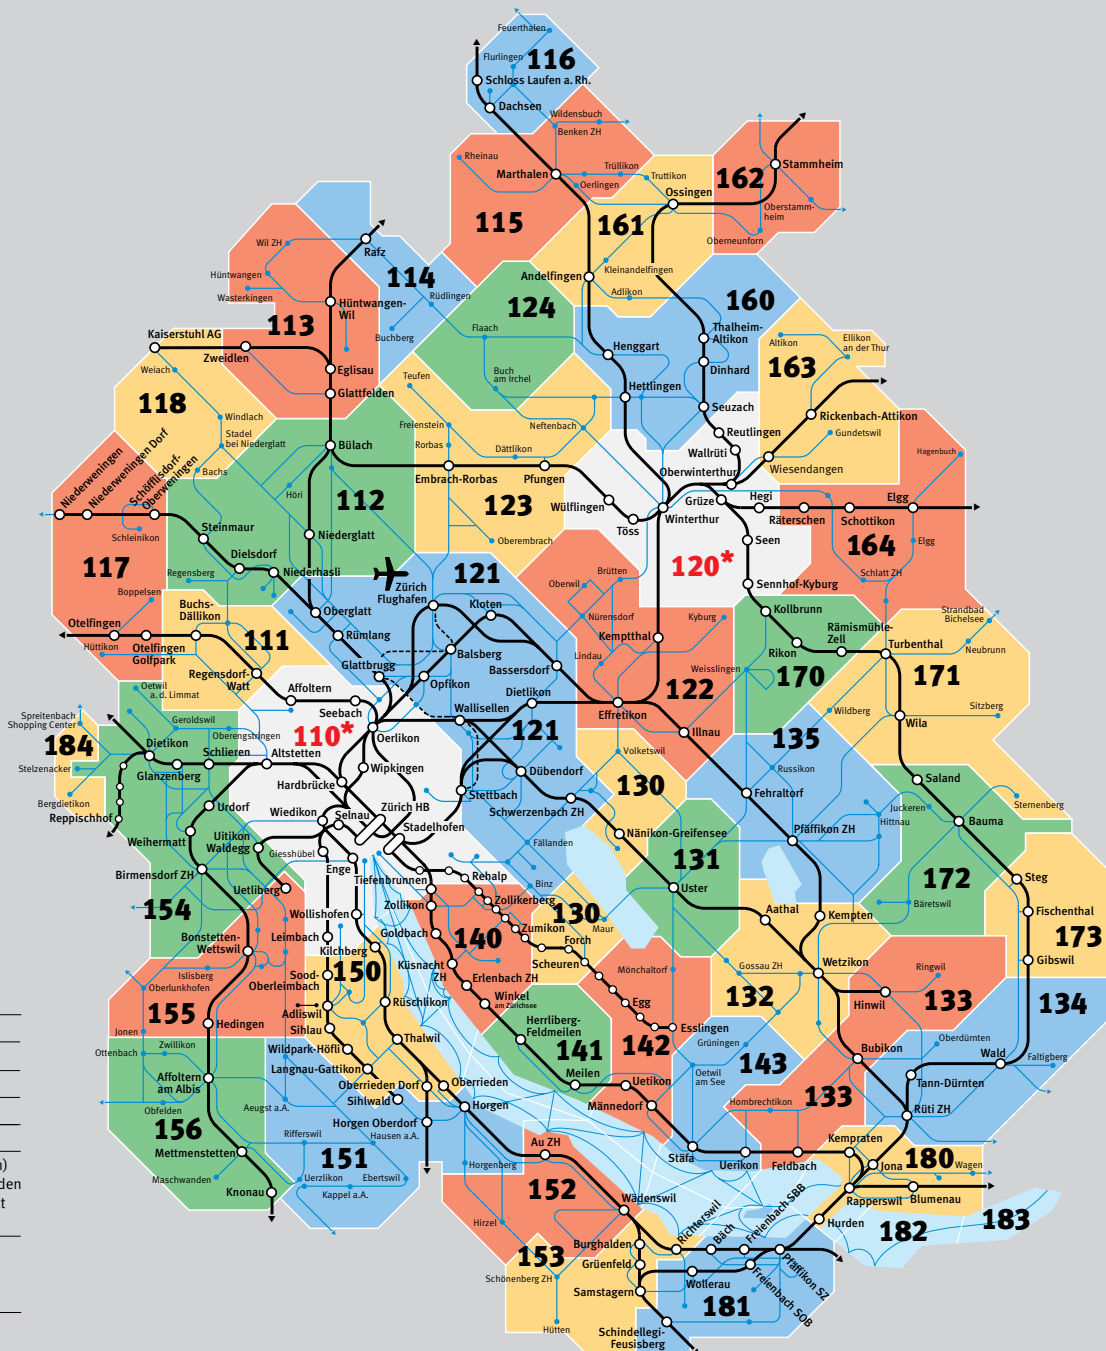 Feuerthalen
Flurlingen
116
Schloss Laufen a. Rh.
Dachsen
Wildensbuch
Benken ZH
Rheinau
Marthalen
Trüllikon
Truttikon
Oerlingen
Ossingen
162
Stammheim
Oberstamm-
heim
Oberneunforn
115
161
Wil ZH
Rafz
114
Hüntwangen
Wasterkingen
Rüdlingen
Hüntwangen-
Wil
Buchberg
Andelfingen
Kleinandelfingen
Adlikon
124
160
Kaiserstuhl AG
113
Zweidlen
Flaach
Thalheim-
Altikon
Altikon
Ellikon
an der Thur
Henggart
Dinhard
163
Weiach
Eglisau
Teufen
Buch
am Irchel
Hettlingen
Glattfelden
118
Windlach
Seuzach
Rickenbach-Attikon
Freienstein
Neftenbach
Reutlingen
Gundetswil
Stadel
bei Niederglatt
Bülach
Rorbas
Dättlikon
Wallrüti
Hagenbuch
Niederweningen
Niederweningen Dorf
Schöfflisdorf-
Oberweningen
Bachs
Embrach-Rorbas
Pfungen
Oberwinterthur
Wiesendangen
Höri
112
123
Wülflingen
Grüze
Hegi
Elgg
Töss
Winterthur
Räterschen
Schottikon
Schleinikon
Steinmaur
Niederglatt
Oberembrach
Seen
164
Elgg
117
Dielsdorf
Regensberg
Niederhasli
121
Brütten
Oberwil
120*
Schlatt ZH
Boppelsen
Zürich
Flughafen
Sennhof-Kyburg
Buchs-
Dällikon
Oberglatt
Kloten
Kollbrunn
Strandbad
Bichelsee
Otelfingen
111
Rümlang
Nürensdorf
Kyburg
Rämismühle-
Zell
Hüttikon
Otelfingen
Golfpark
Balsberg
Kemptthal
Rikon
Turbenthal
Neubrunn
Regensdorf-
Watt
Glattbrugg
Lindau
Bassersdorf
Weisslingen
170
171
Oetwil
a. d. Limmat
Affoltern
Opfikon
Dietlikon
122
Spreitenbach
Shopping Center
Geroldswil
Seebach
Wallisellen
Effretikon
Wildberg
Sitzberg
Oberengstringen
110*
Oerlikon
121
Illnau
135
Wila
184
Dietikon
Schlieren
Altstetten
Volketswil
Stelzenacker
Glanzenberg
Hardbrücke
Wipkingen
Dübendorf
130
Russikon
Saland
Bergdietikon
Stettbach
Fehraltorf
Sternenberg
Reppischhof
Urdorf
Wiedikon
Selnau
Zürich HB
Schwerzenbach ZH
Juckeren
Hittnau
Bauma
Weihermatt
Uitikon
Waldegg
Stadelhofen
Nänikon-Greifensee
Pfäffikon ZH
Giesshübel
Fällanden
131
Birmensdorf ZH
Enge
Tiefenbrunnen
Rehalp
Binz
Uster
172
Steg
Uetliberg
Zollikon
Zollikerberg
130
Bäretswil
154
Wollishofen
Maur
Aathal
Kempten
Fischenthal
Leimbach
Goldbach
Zumikon
173
Bonstetten-
Wettswil
Kilchberg
140
Forch
Gibswil
Islisberg
Sood-
Oberleimbach
150
Küsnacht
ZH
Scheuren
Mönchaltorf
Gossau ZH
Wetzikon
Ringwil
Oberlunkhofen
Erlenbach ZH
132
Hinwil
133
134
155
Adliswil
Rüschlikon
Winkel
am Zürichsee
Egg
Jonen
Hedingen
Sihlau
Herrliberg-
Feldmeilen
Esslingen
Zwillikon
Wildpark-Höfli
Thalwil
141
142
Grüningen
Oberdürnten
Ottenbach
Langnau-Gattikon
143
Bubikon
Wald
Faltigberg
Affoltern
am Albis
Oberrieden Dorf
Oberrieden
Meilen
Uetikon
Oetwil
am See
Tann-Dürnten
Obfelden
Aeugst a.A.
Sihlwald
Horgen
Männedorf
Hombrechtikon
133
Rüti ZH
156
Rifferswil
Horgen Oberdorf
Hausen a.A.
Mettmenstetten
151
Horgenberg
Au ZH
Stäfa
Uerikon
Feldbach
Kempraten
Jona
180
Wagen
Maschwanden
Uerzlikon
Ebertswil
Kappel a.A.
152
Rapperswil
Blumenau
Knonau
Wädenswil
Hirzel
Hurden
182
183
Richterswil
Bäch
Freienbach SBB
153
Burghalden
Grüenfeld
Schönenberg ZH
Samstagern
Wollerau
Pfäffikon SZ
Freienbach SOB
181
Hütten
Schindellegi-
Feusisberg
)
den
t